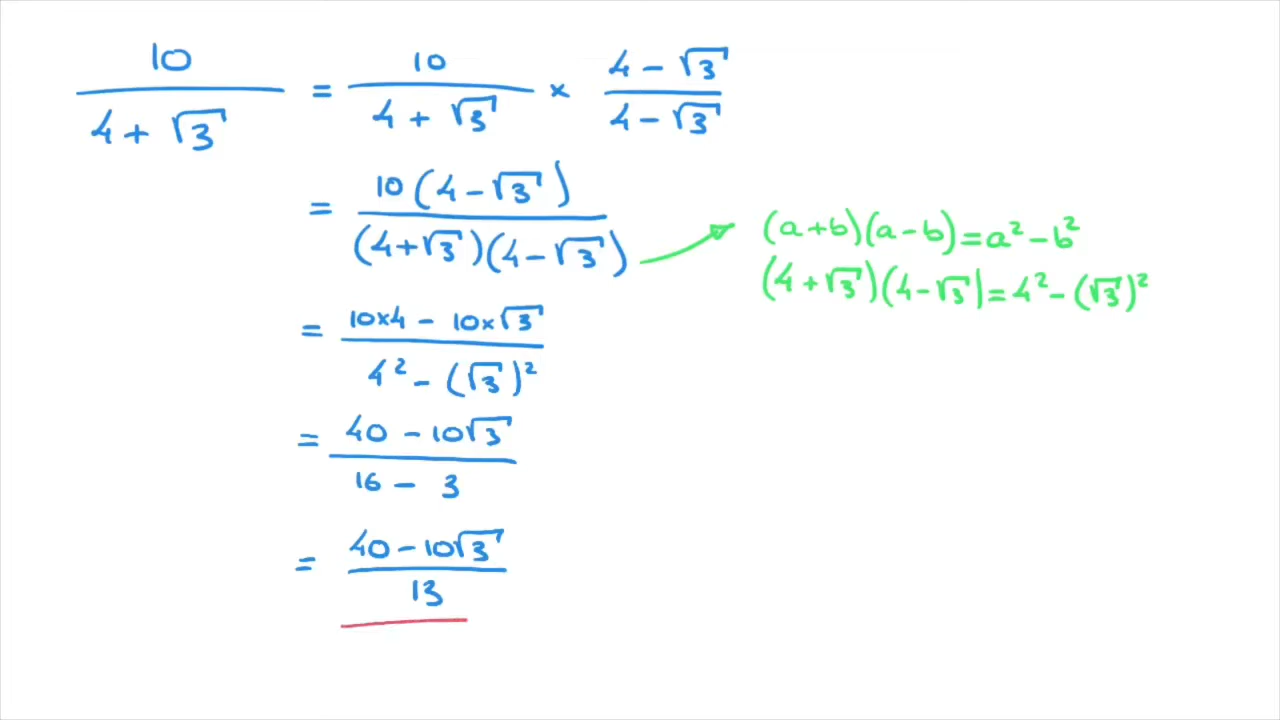 10/(4 + √3) = 10/(4 + √3) × (4 - √3)/(4 - √3)
= 10(4 - √3)/((4 + √3)(4 - √3))
(a + b)(a - b) = a² - b²
(4 + √3)(4 - √3) = 4² - (√3)²
= (10×4 - 10×√3)/(4² - (√3)²)
= (40 - 10√3)/(16 - 3)
= (40 - 10√3)/13